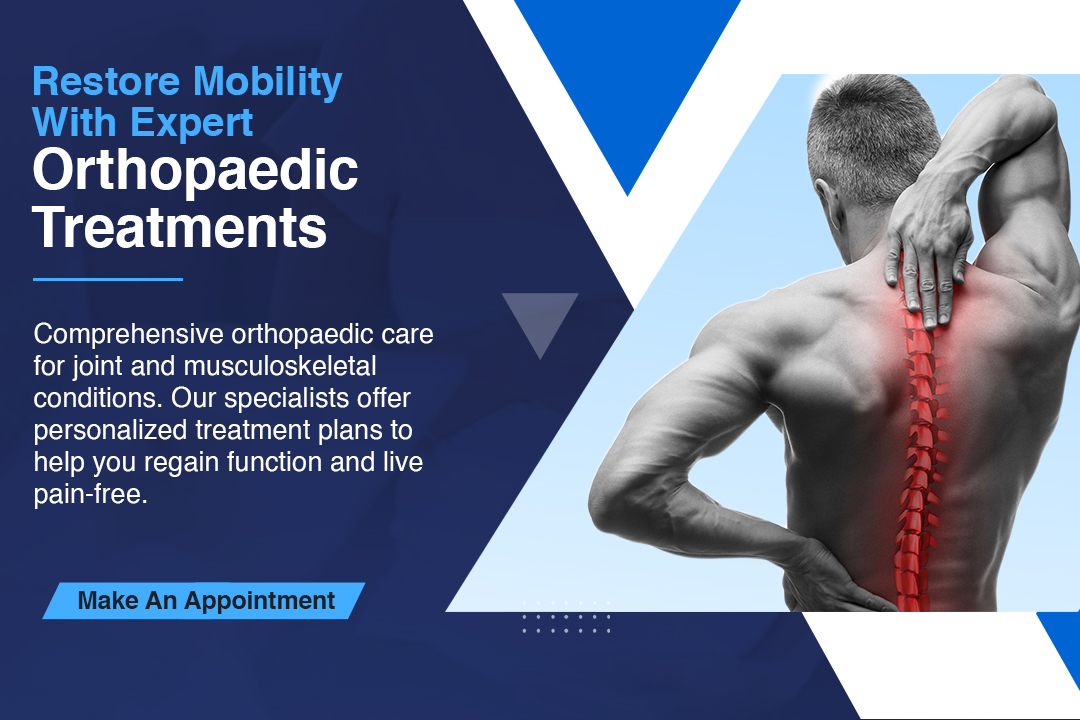 Restore Mobility
With Expert
Orthopaedic
Treatments
Comprehensive orthopaedic care
for joint and musculoskeletal
conditions. Our specialists offer
personalized treatment plans to
help you regain function and live
pain-free.
Make An Appointment